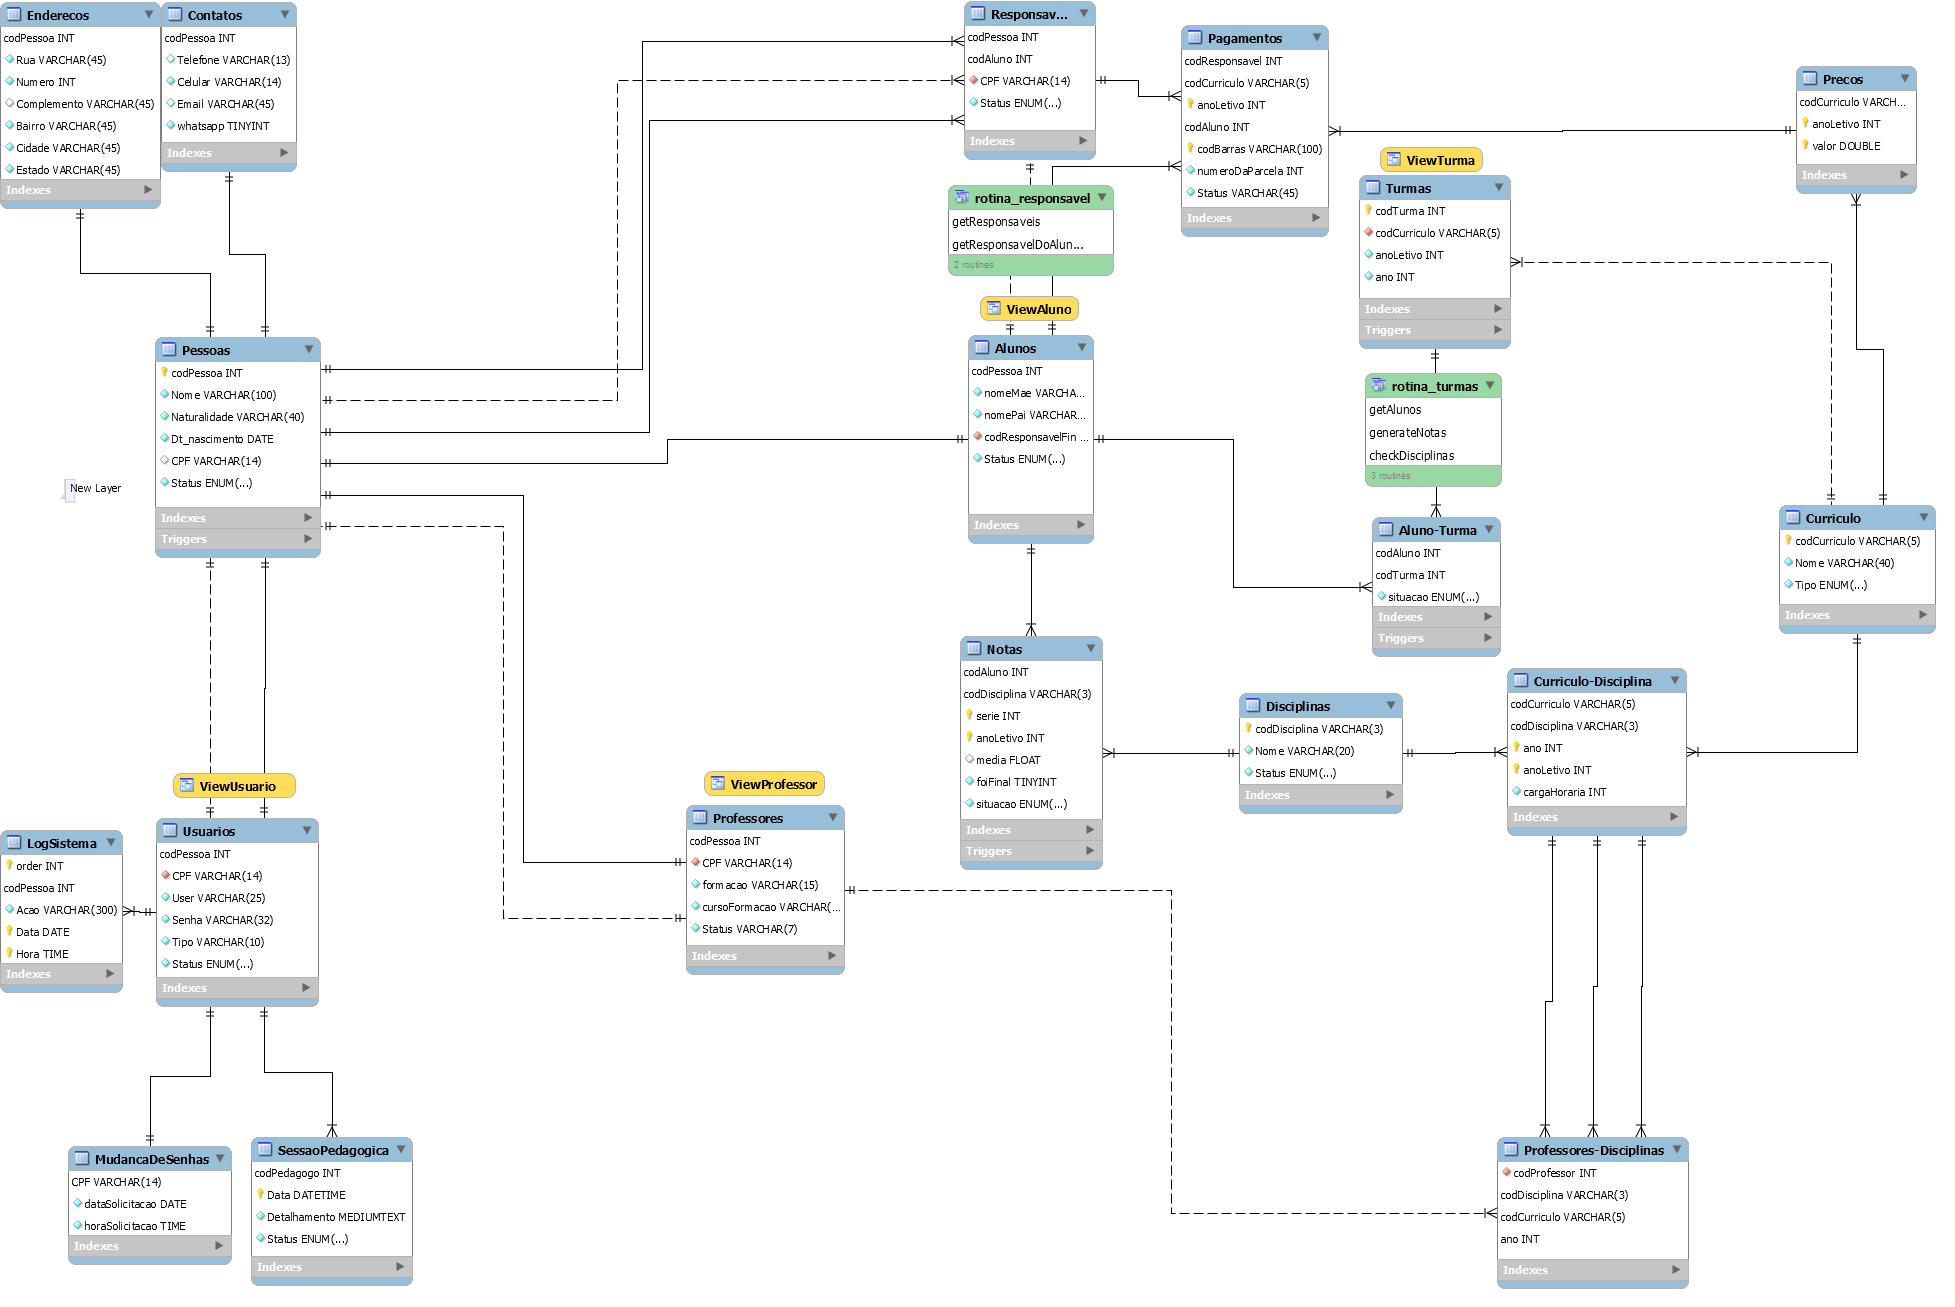 Enderecos
codPessoa INT
Rua VARCHAR(45)
Numero INT
Complemento VARCHAR(45)
Bairro VARCHAR(45)
Cidade VARCHAR(45)
Estado VARCHAR(45)
Indexes
Contatos
codPessoa INT
Telefone VARCHAR(13)
Celular VARCHAR(14)
Email VARCHAR(45)
whatsapp TINYINT
Indexes
Responsav...
codPessoa INT
codAluno INT
CPF VARCHAR(14)
Status ENUM(...)
Indexes
Pagamentos
codResponsavel INT
codCurriculo VARCHAR(5)
anoLetivo INT
codAluno INT
codBarras VARCHAR(100)
numeroDaParcela INT
Status VARCHAR(45)
Indexes
Precos
codCurriculo VARCH...
anoLetivo INT
valor DOUBLE
Indexes
ViewTurma
Turmas
codTurma INT
codCurriculo VARCHAR(5)
anoLetivo INT
ano INT
Indexes
Triggers
rotina_responsavel
getResponsaveis
getResponsavelDoAlun...
2 routines
ViewAluno
Alunos
codPessoa INT
nomeMae VARCHA...
nomePai VARCHAR...
codResponsavelFin ...
Status ENUM(...)
Indexes
Pessoas
codPessoa INT
Nome VARCHAR(100)
Naturalidade VARCHAR(40)
Dt_nascimento DATE
CPF VARCHAR(14)
Status ENUM(...)
Indexes
Triggers
New Layer
rotina_turmas
getAlunos
generateNotas
checkDisciplinas
3 routines
Aluno-Turma
codAluno INT
codTurma INT
situacao ENUM(...)
Indexes
Triggers
Curriculo
codCurriculo VARCHAR(5)
Nome VARCHAR(40)
Tipo ENUM(...)
Indexes
Notas
codAluno INT
codDisciplina VARCHAR(3)
serie INT
anoLetivo INT
media FLOAT
foiFinal TINYINT
situacao ENUM(...)
Indexes
Triggers
Disciplinas
codDisciplina VARCHAR(3)
Nome VARCHAR(20)
Status ENUM(...)
Indexes
Curriculo-Disciplina
codCurriculo VARCHAR(5)
codDisciplina VARCHAR(3)
ano INT
anoLetivo INT
cargaHoraria INT
Indexes
ViewUsuario
Usuarios
codPessoa INT
CPF VARCHAR(14)
User VARCHAR(25)
Senha VARCHAR(32)
Tipo VARCHAR(10)
Status ENUM(...)
Indexes
LogSistema
order INT
codPessoa INT
Acao VARCHAR(300)
Data DATE
Hora TIME
Indexes
ViewProfessor
Professores
codPessoa INT
CPF VARCHAR(14)
formacao VARCHAR(15)
cursoFormacao VARCHAR(...
Status VARCHAR(7)
Indexes
MudancaDeSenhas
CPF VARCHAR(14)
dataSolicitacao DATE
horaSolicitacao TIME
Indexes
SessaoPedagogica
codPedagogo INT
Data DATETIME
Detalhamento MEDIUMTEXT
Status ENUM(...)
Indexes
Professores-Disciplinas
codProfessor INT
codDisciplina VARCHAR(3)
codCurriculo VARCHAR(5)
ano INT
Indexes